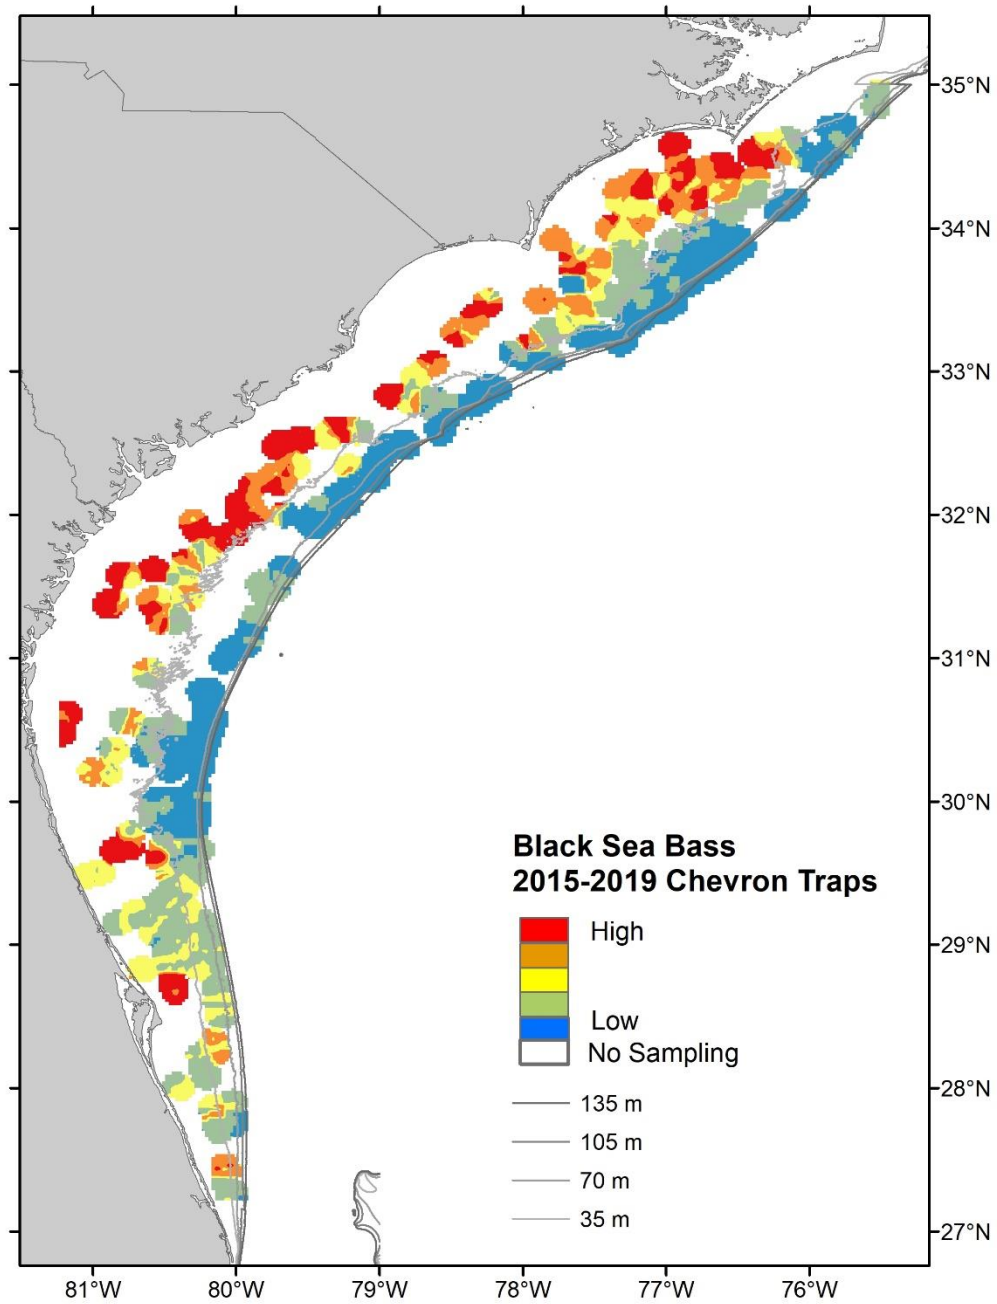 35°N
34°N
33°N
32°N
31°N
30°N
Black Sea Bass
2015-2019 Chevron Traps
High
29°N
Low
No Sampling
28°N
135 m
105 m
70 m
35 m
27°N
81°W 80°W 79°W 78°W 77°W 76°W